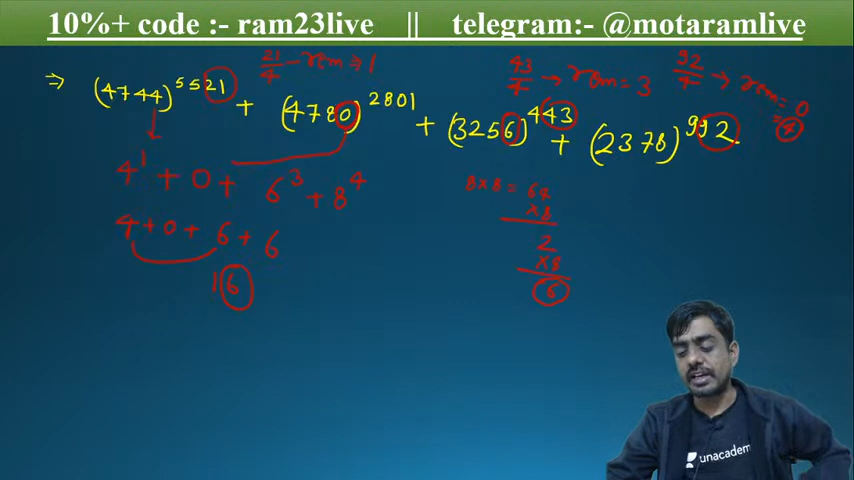 10%+ code :- ram23live || telegram:- @motaramlive
21/4 - rem ⇒ 1
43/4 → rem = 3
92/4 → rem = 0
= 4
⇒ (4744)^5521 + (4780)^2801 + (3256)^443 + (2378)^992.
4^1 + 0 + 6^3 + 8^4
8×8 = 64
×8
4+0+6+6
2
×8
16
6
unacadem